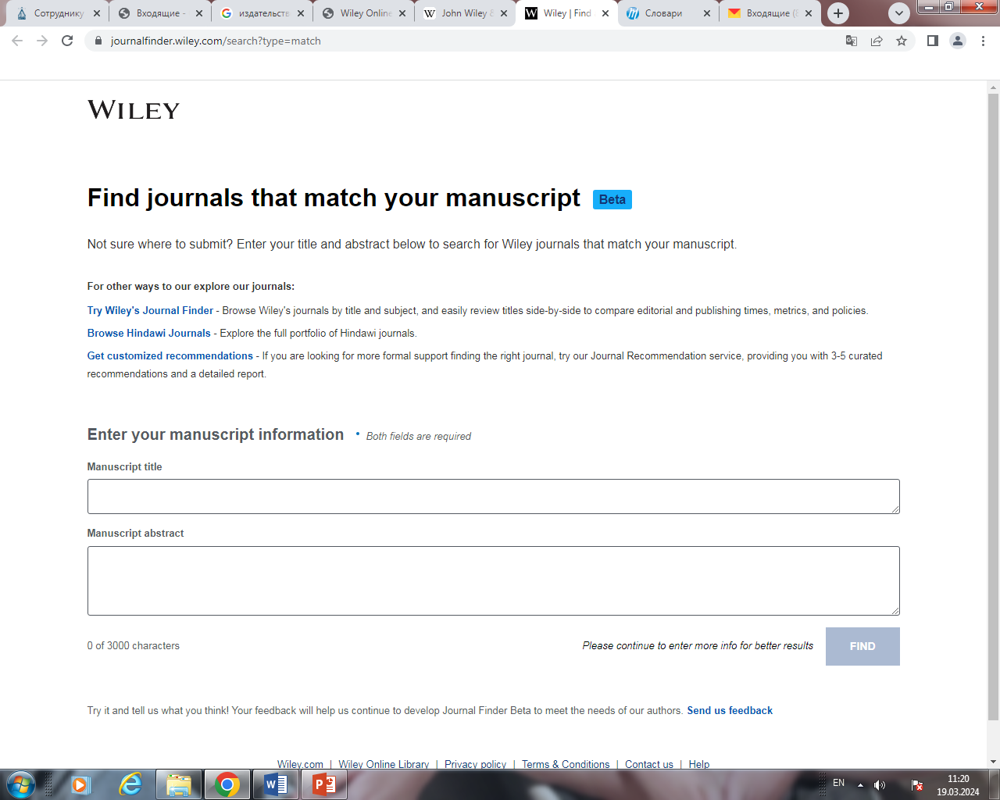 Сотруднику
Входящие -
издательств
Wiley Online
John Wiley &
Wiley | Find
Словари
Входящие (
journalfinder.wiley.com/search?type=match
WILEY
Find journals that match your manuscript Beta
Not sure where to submit? Enter your title and abstract below to search for Wiley journals that match your manuscript.
For other ways to our explore our journals:
Try Wiley's Journal Finder - Browse Wiley's journals by title and subject, and easily review titles side-by-side to compare editorial and publishing times, metrics, and policies.
Browse Hindawi Journals - Explore the full portfolio of Hindawi journals.
Get customized recommendations - If you are looking for more formal support finding the right journal, try our Journal Recommendation service, providing you with 3-5 curated
recommendations and a detailed report.
Enter your manuscript information • Both fields are required
Manuscript title
Manuscript abstract
0 of 3000 characters
Please continue to enter more info for better results
FIND
Try it and tell us what you think! Your feedback will help us continue to develop Journal Finder Beta to meet the needs of our authors. Send us feedback
Wiley.com | Wiley Online Library | Privacy policy | Terms & Conditions | Contact us | Help
EN
11:20
19.03.2024